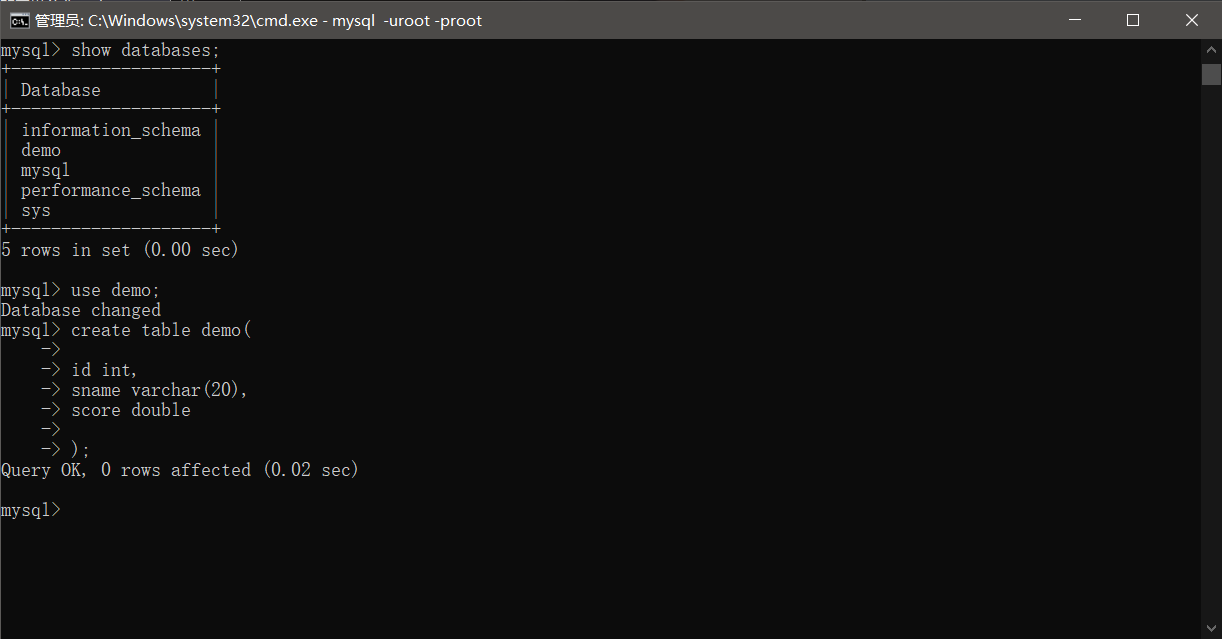 管理员: C:\Windows\system32\cmd.exe - mysql  -uroot -proot
mysql> show databases;
+--------------------+
| Database           |
+--------------------+
| information_schema |
| demo               |
| mysql              |
| performance_schema |
| sys                |
+--------------------+
5 rows in set (0.00 sec)
mysql> use demo;
Database changed
mysql> create table demo(
    ->
    -> id int,
    -> sname varchar(20),
    -> score double
    ->
    -> );
Query OK, 0 rows affected (0.02 sec)
mysql>